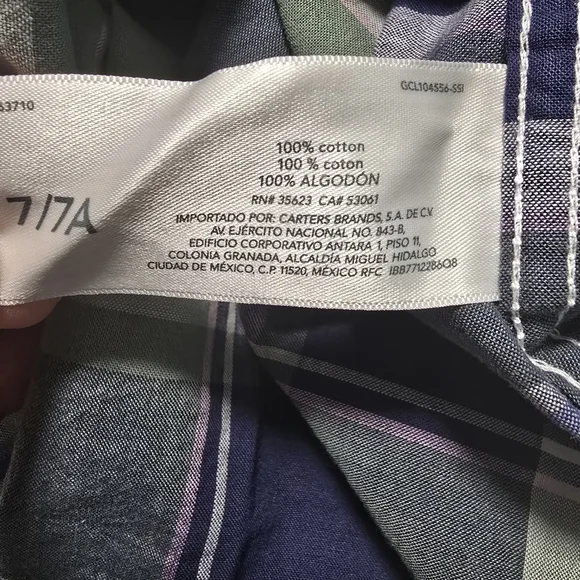 63710
GCL104556-SSI
100% cotton
100 % coton
100% ALGODÓN
RN# 35623 CA# 53061
7/7A
IMPORTADO POR: CARTERS BRANDS, S.A. DE C.V.
AV. EJÉRCITO NACIONAL NO. 843-B,
EDIFICIO CORPORATIVO ANTARA 1, PISO 11,
COLONIA GRANADA, ALCALDÍA MIGUEL HIDALGO
CIUDAD DE MÉXICO, C.P. 11520, MÉXICO RFC IBB7712286Q8